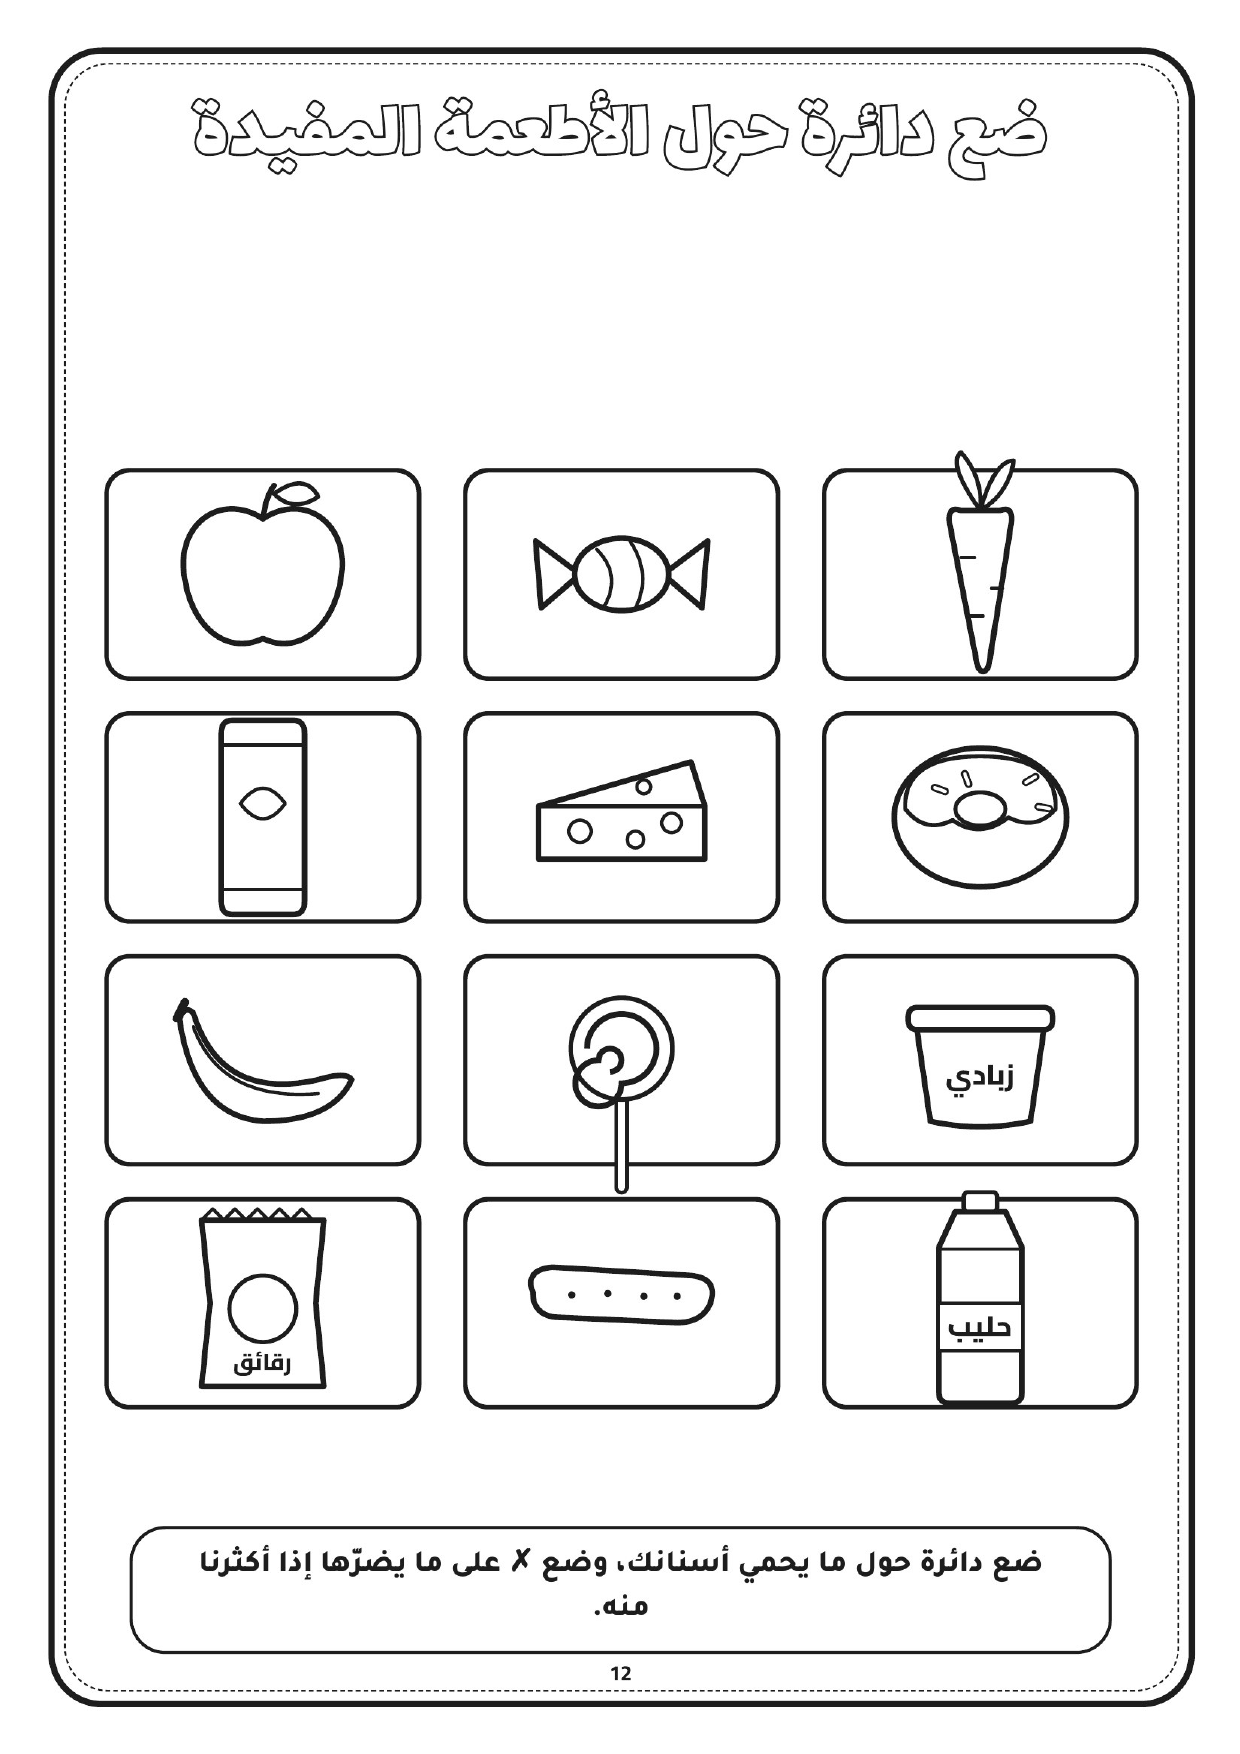 ضع دائرة حول الأطعمة المفيدة
زبادي
رقائق
حليب
ضع دائرة حول ما يحمي أسنانك، وضع ✗ على ما يضرّها إذا أكثرنا
منه.
12